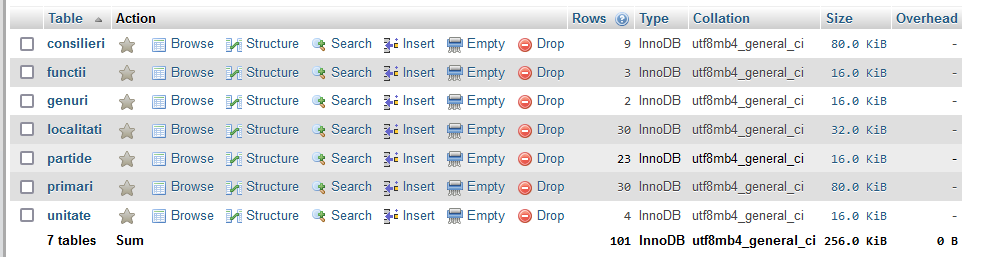 Table Action Rows Type Collation Size Overhead
consilieri Browse Structure Search Insert Empty Drop 9 InnoDB utf8mb4_general_ci 80.0 KiB -
functii Browse Structure Search Insert Empty Drop 3 InnoDB utf8mb4_general_ci 16.0 KiB -
genuri Browse Structure Search Insert Empty Drop 2 InnoDB utf8mb4_general_ci 16.0 KiB -
localitati Browse Structure Search Insert Empty Drop 30 InnoDB utf8mb4_general_ci 32.0 KiB -
partide Browse Structure Search Insert Empty Drop 23 InnoDB utf8mb4_general_ci 16.0 KiB -
primari Browse Structure Search Insert Empty Drop 30 InnoDB utf8mb4_general_ci 80.0 KiB -
unitate Browse Structure Search Insert Empty Drop 4 InnoDB utf8mb4_general_ci 16.0 KiB -
7 tables Sum 101 InnoDB utf8mb4_general_ci 256.0 KiB 0 B